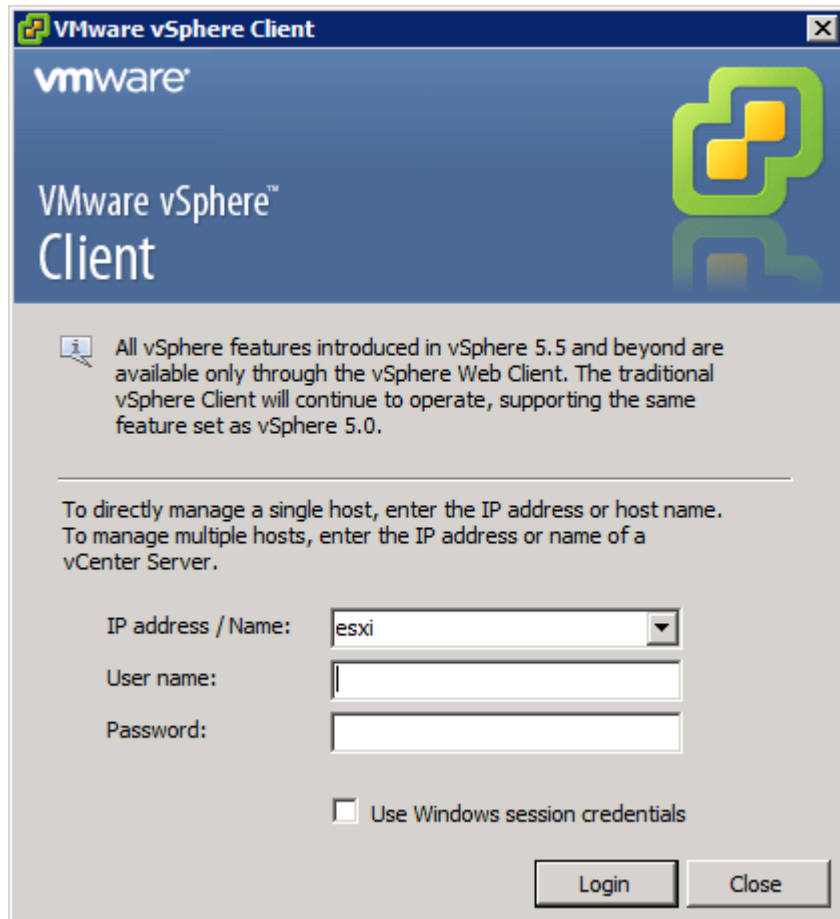 VMware vSphere Client
vmware
VMware vSphere™
Client
All vSphere features introduced in vSphere 5.5 and beyond are
available only through the vSphere Web Client. The traditional
vSphere Client will continue to operate, supporting the same
feature set as vSphere 5.0.
To directly manage a single host, enter the IP address or host name.
To manage multiple hosts, enter the IP address or name of a
vCenter Server.
IP address / Name: esxi
User name:
Password:
Use Windows session credentials
Login Close